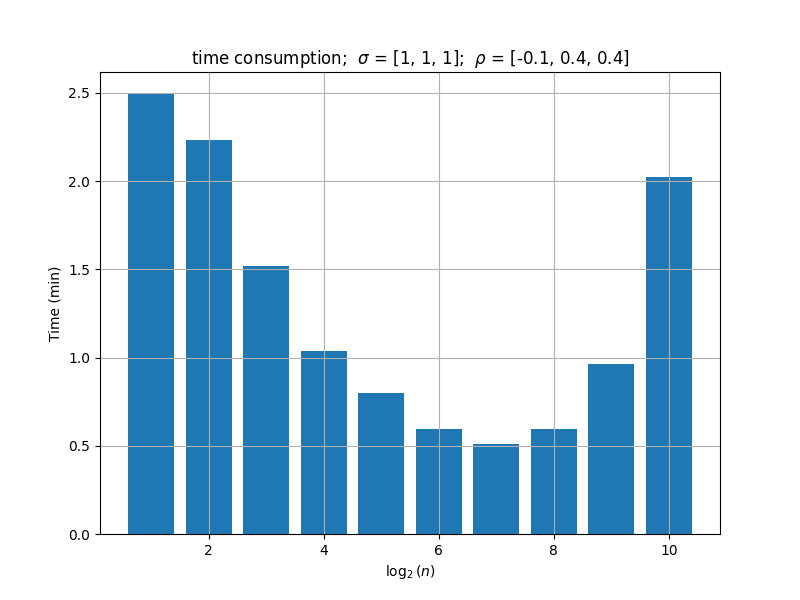 time consumption; σ = [1, 1, 1]; ρ = [-0.1, 0.4, 0.4]
2.5
2.0
1.5
1.0
0.5
0.0
Time (min)
2 4 6 8 10
log₂(n)